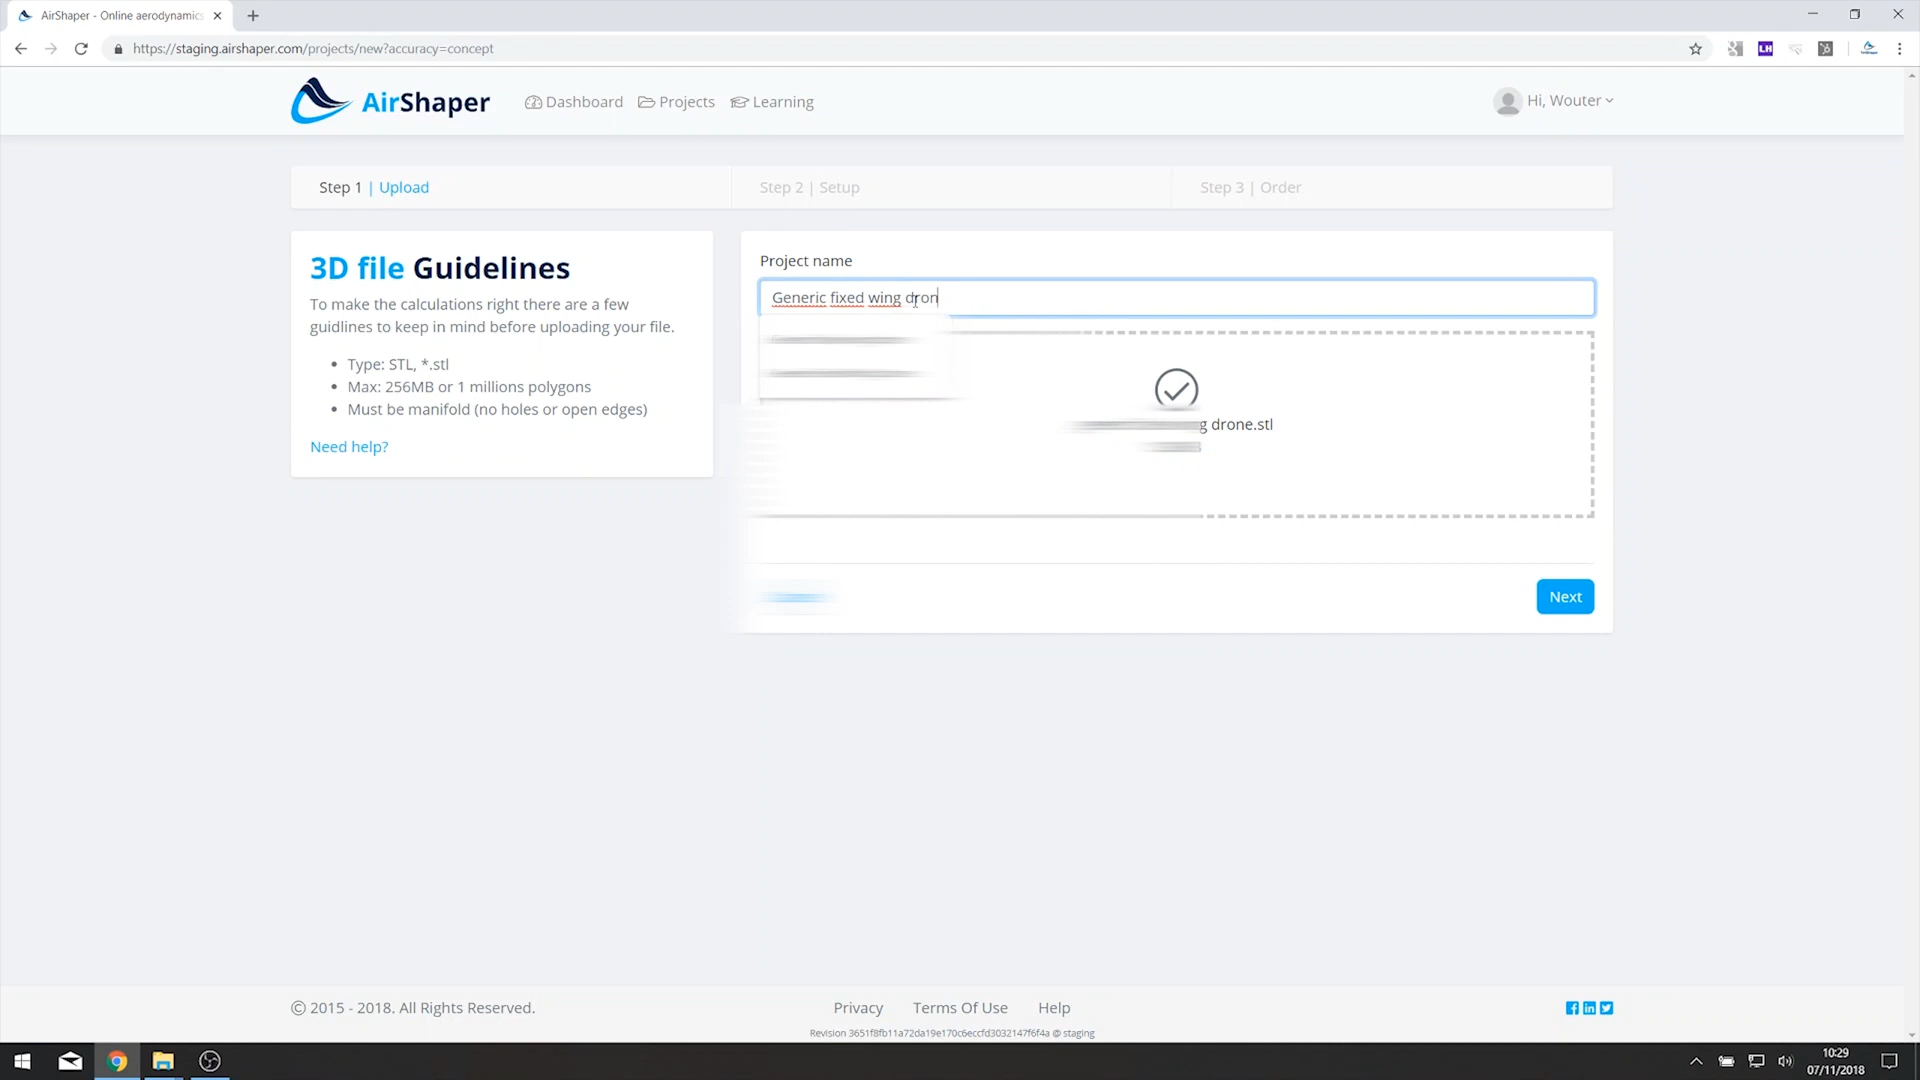 AirShaper - Online aerodynamics
https://staging.airshaper.com/projects/new?accuracy=concept
LH
AirShaper Dashboard Projects Learning Hi, Wouter
Step 1 | Upload Step 2 | Setup Step 3 | Order
3D file Guidelines
To make the calculations right there are a few
guidlines to keep in mind before uploading your file.
Type: STL, *.stl
Max: 256MB or 1 millions polygons
Must be manifold (no holes or open edges)
Need help?
Project name
Generic fixed wing dron
g drone.stl
Next
© 2015 - 2018. All Rights Reserved. Privacy Terms Of Use Help
Revision 3651f8fb11a72da19e170c6eccfd3032147f6f4a @ staging
10:29
07/11/2018